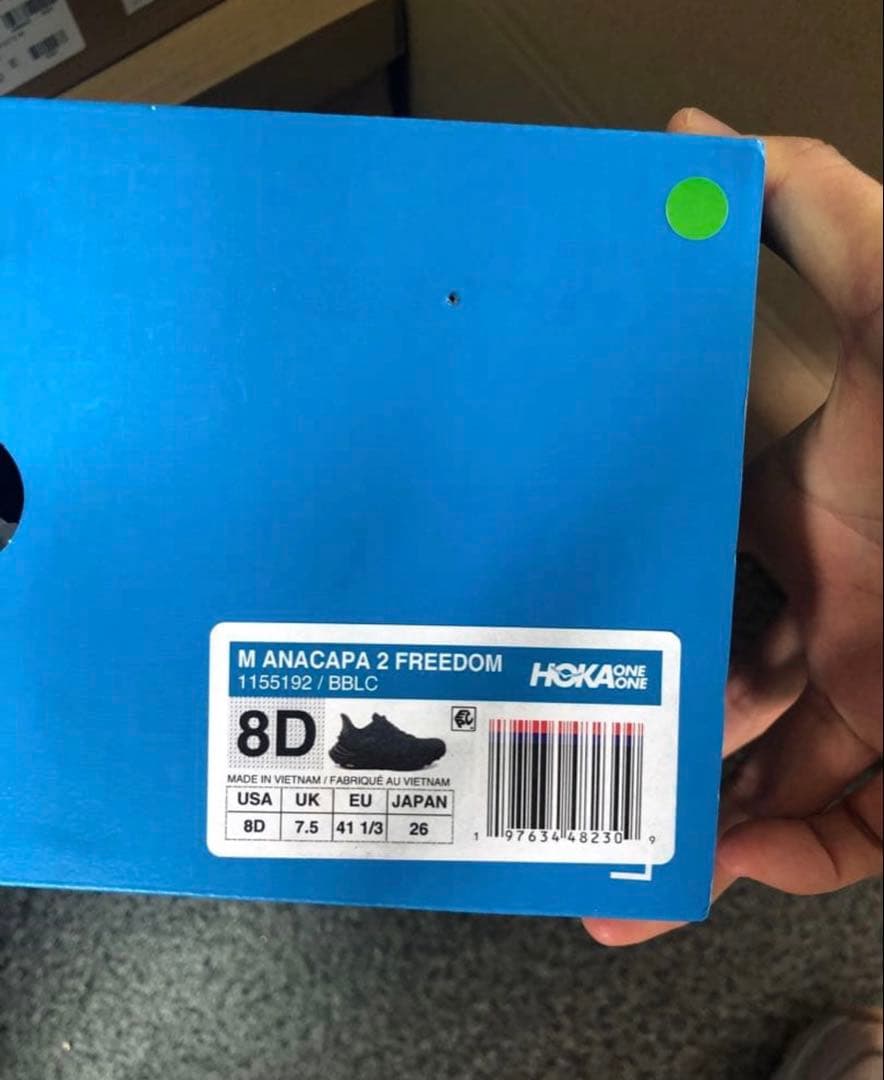 M ANACAPA 2 FREEDOM
1155192 / BBLC
HOKA ONE ONE
8D
MADE IN VIETNAM / FABRIQUÉ AU VIETNAM
USA UK EU JAPAN
8D 7.5 41 1/3 26
1 97634 48230 9